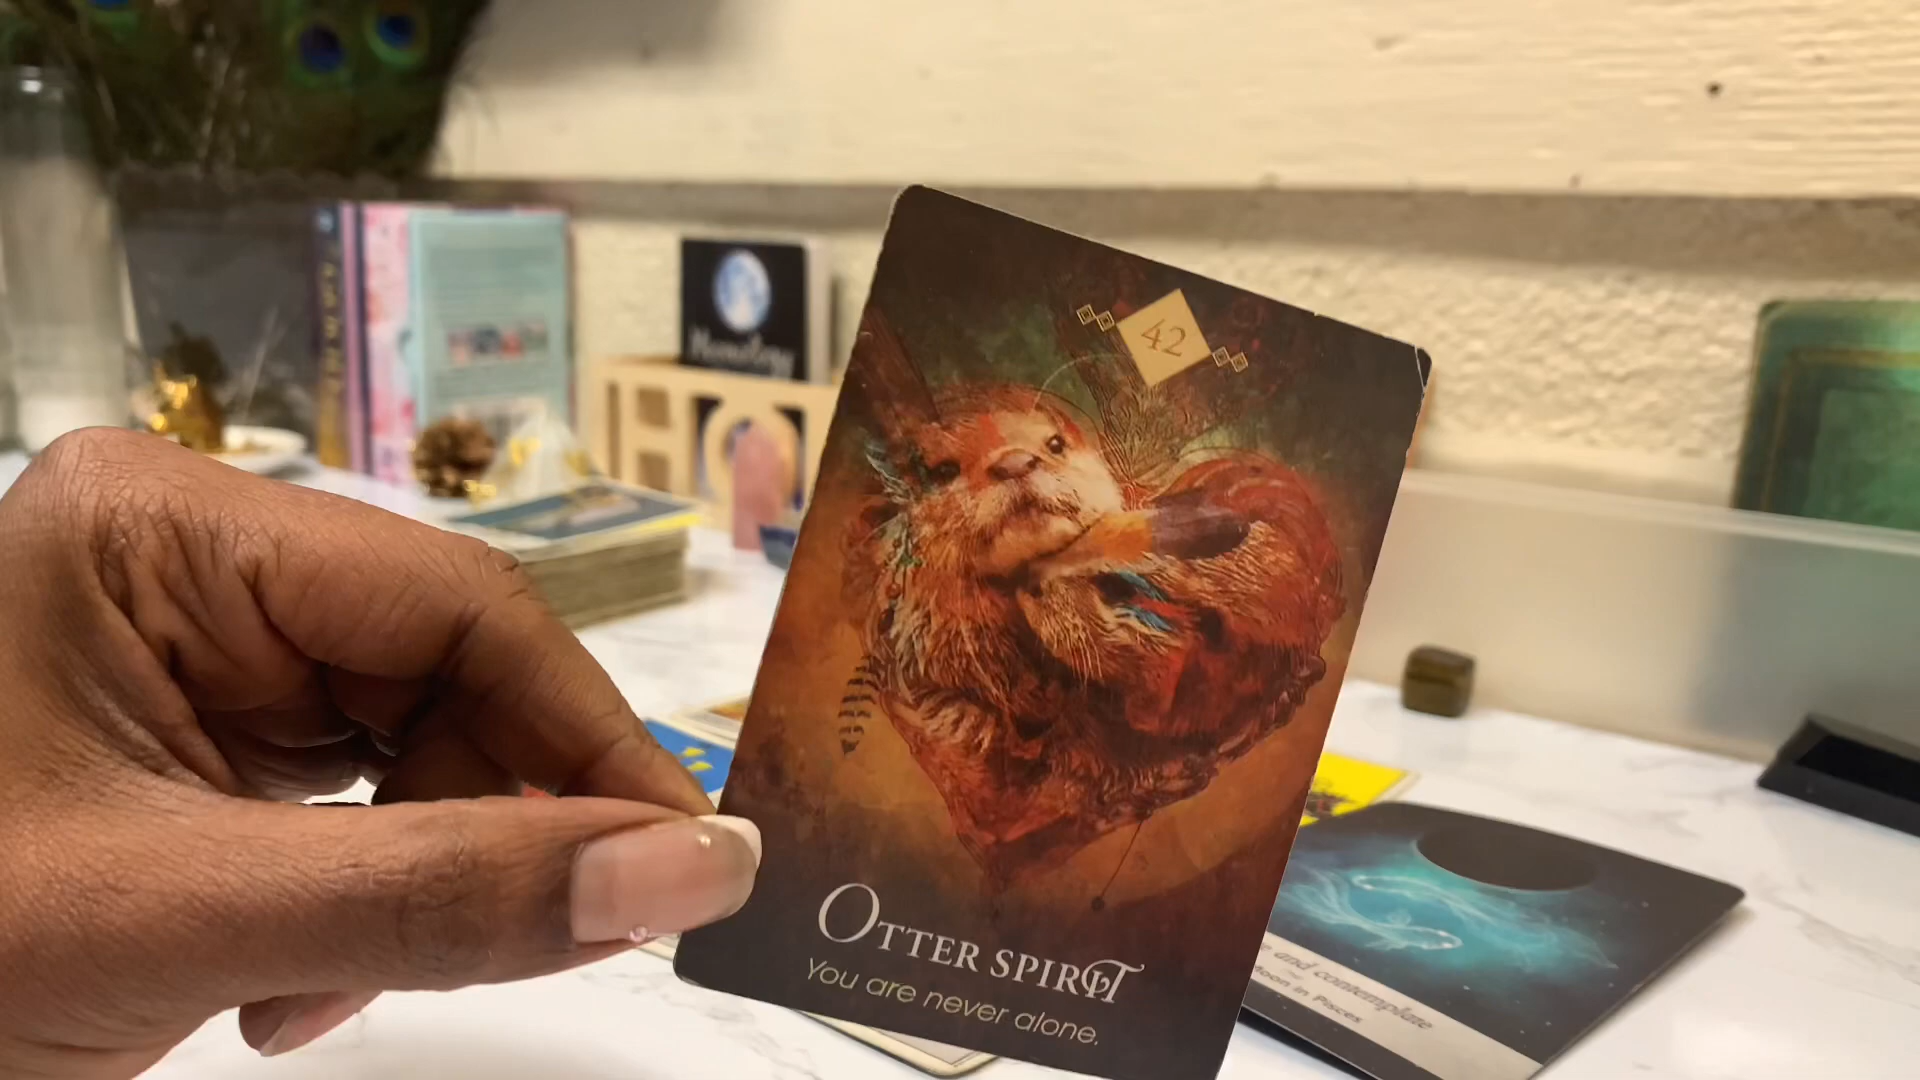 42
OTTER SPIRIT
You are never alone.
and contemplate
Moon in Pisces